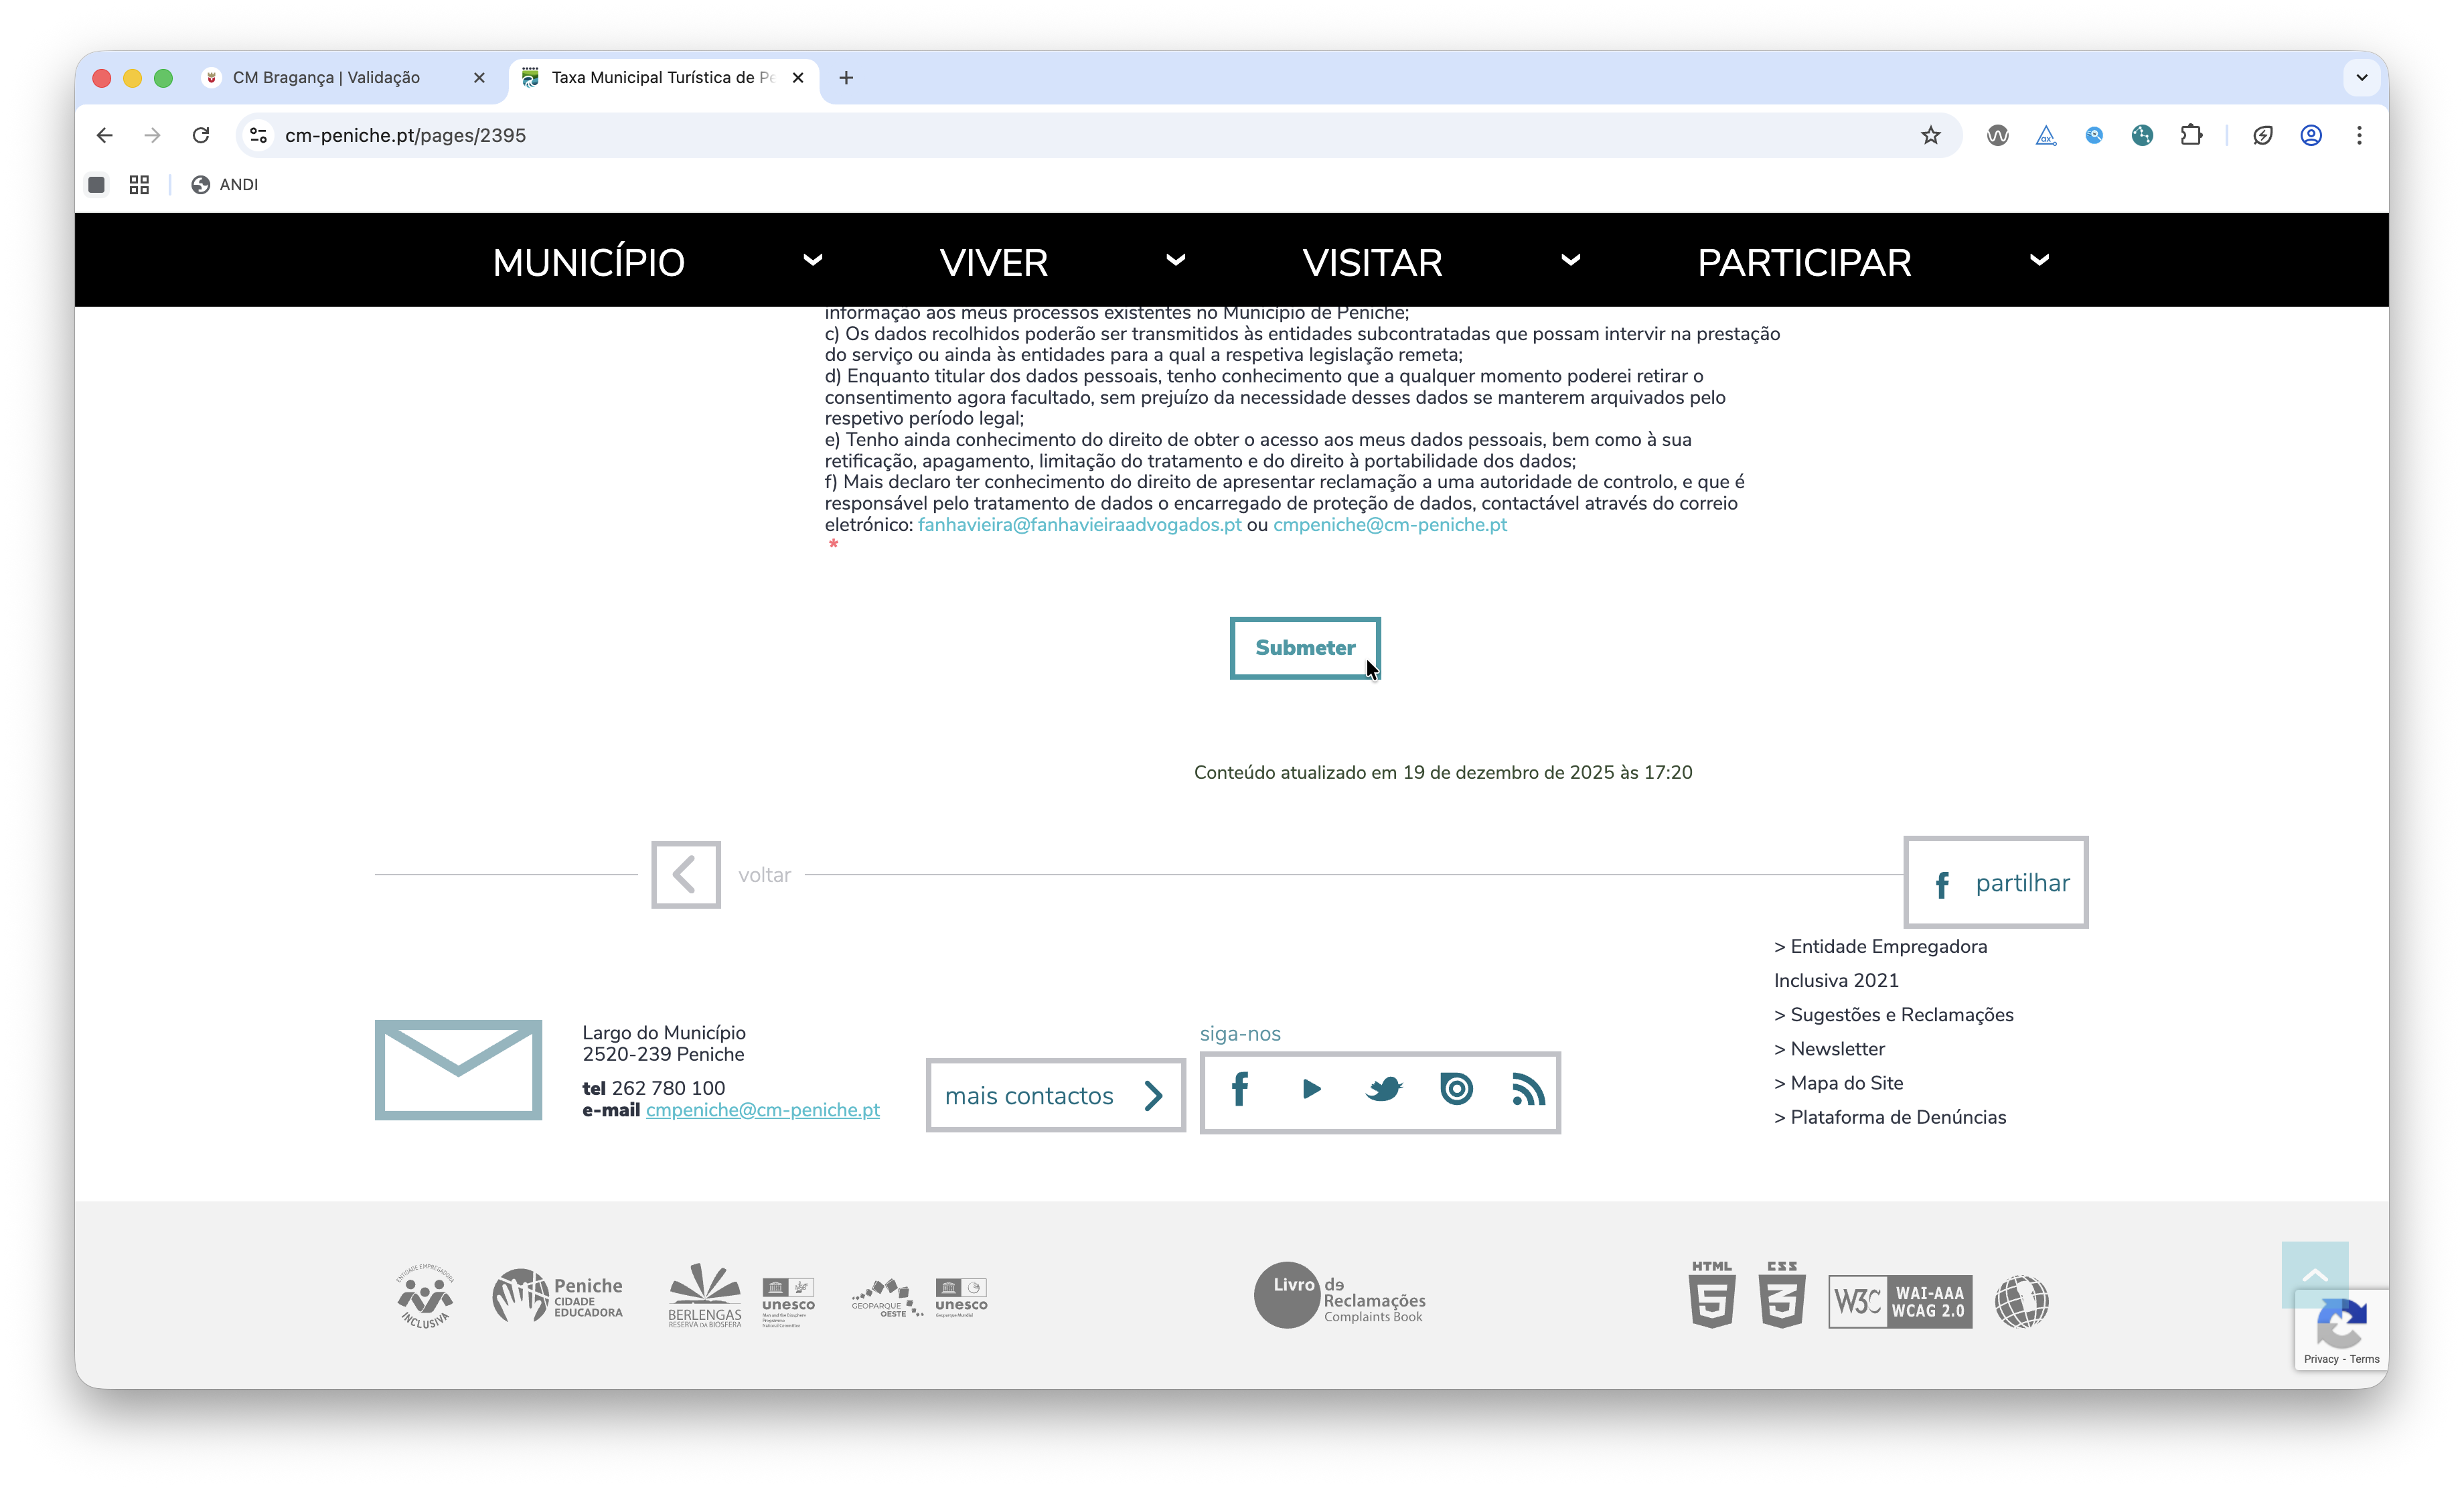 CM Bragança | Validação
Taxa Municipal Turística de Pe
cm-peniche.pt/pages/2395
ANDI
MUNICÍPIO
VIVER
VISITAR
PARTICIPAR
informação aos meus processos existentes no Município de Peniche;
c) Os dados recolhidos poderão ser transmitidos às entidades subcontratadas que possam intervir na prestação
do serviço ou ainda às entidades para a qual a respetiva legislação remeta;
d) Enquanto titular dos dados pessoais, tenho conhecimento que a qualquer momento poderei retirar o
consentimento agora facultado, sem prejuízo da necessidade desses dados se manterem arquivados pelo
respetivo período legal;
e) Tenho ainda conhecimento do direito de obter o acesso aos meus dados pessoais, bem como à sua
retificação, apagamento, limitação do tratamento e do direito à portabilidade dos dados;
f) Mais declaro ter conhecimento do direito de apresentar reclamação a uma autoridade de controlo, e que é
responsável pelo tratamento de dados o encarregado de proteção de dados, contactável através do correio
eletrónico: fanhavieira@fanhavieiraadvogados.pt ou cmpeniche@cm-peniche.pt
*
Submeter
Conteúdo atualizado em 19 de dezembro de 2025 às 17:20
voltar
partilhar
> Entidade Empregadora
Inclusiva 2021
> Sugestões e Reclamações
> Newsletter
> Mapa do Site
> Plataforma de Denúncias
Largo do Município
2520-239 Peniche
tel 262 780 100
e-mail cmpeniche@cm-peniche.pt
mais contactos
siga-nos
ENTIDADE EMPREGADORA
INCLUSIVA
Peniche
CIDADE
EDUCADORA
BERLENGAS
RESERVA DA BIOSFERA
unesco
GEOPARQUE
OESTE
unesco
Livro de
Reclamações
Complaints Book
HTML
5
CSS
3
W3C
WAI-AAA
WCAG 2.0
Privacy - Terms